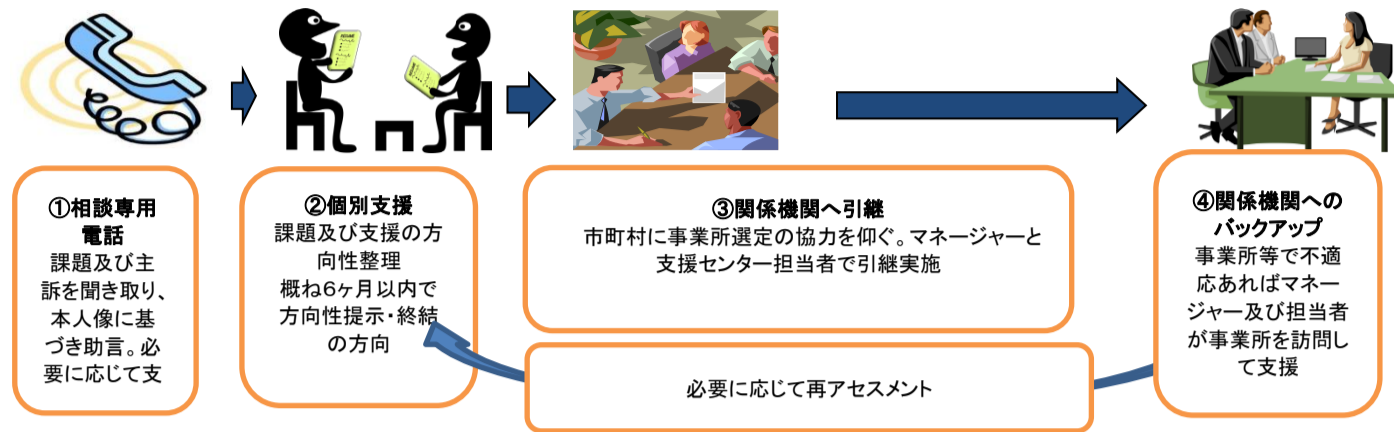 ①相談専用
電話
課題及び主
訴を聞き取り、
本人像に基
づき助言。必
要に応じて支
②個別支援
課題及び支援の方
向性整理
概ね6ヶ月以内で
方向性提示・終結
の方向
③関係機関へ引継
市町村に事業所選定の協力を仰ぐ。マネージャーと
支援センター担当者で引継実施
④関係機関への
バックアップ
事業所等で不適
応あればマネー
ジャー及び担当者
が事業所を訪問し
て支援
必要に応じて再アセスメント